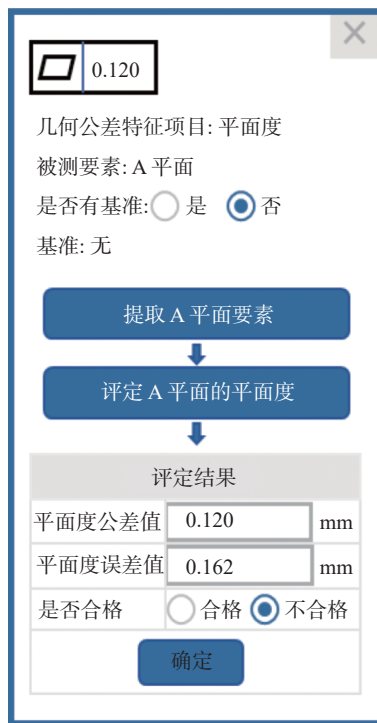 0.120
几何公差特征项目: 平面度
被测要素: A 平面
是否有基准: 是 否
基准: 无
提取 A 平面要素
评定 A 平面的平面度
评定结果
平面度公差值 0.120 mm
平面度误差值 0.162 mm
是否合格 合格 不合格
确定